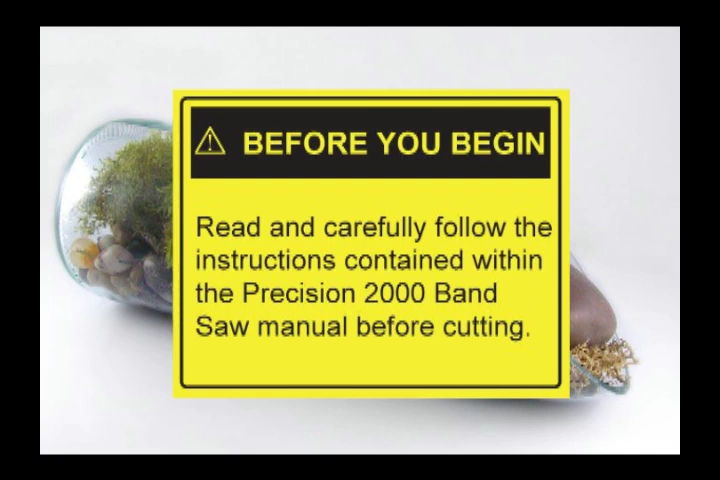 BEFORE YOU BEGIN
Read and carefully follow the
instructions contained within
the Precision 2000 Band
Saw manual before cutting.